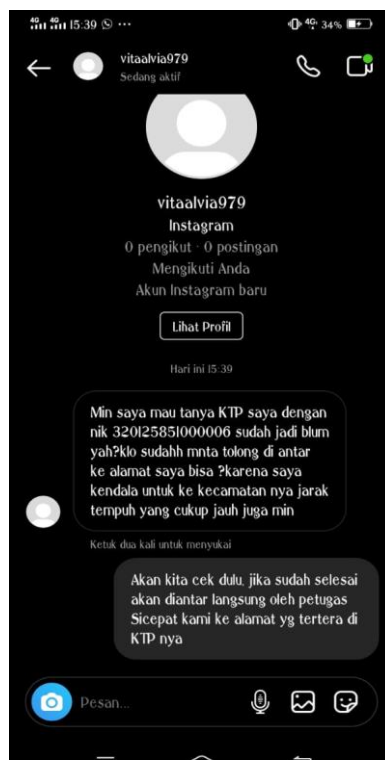 15:39
4G 34%
vitaalvia979
Sedang aktif
vitaalvia979
Instagram
0 pengikut · 0 postingan
Mengikuti Anda
Akun Instagram baru
Lihat Profil
Hari ini 15:39
Min saya mau tanya KTP saya dengan
nik 320125851000006 sudah jadi blum
yah?klo sudahh mnta tolong di antar
ke alamat saya bisa ?karena saya
kendala untuk ke kecamatan nya jarak
tempuh yang cukup jauh juga min
Ketuk dua kali untuk menyukai
Akan kita cek dulu, jika sudah selesai
akan diantar langsung oleh petugas
Sicepat kami ke alamat yg tertera di
KTP nya
Pesan...